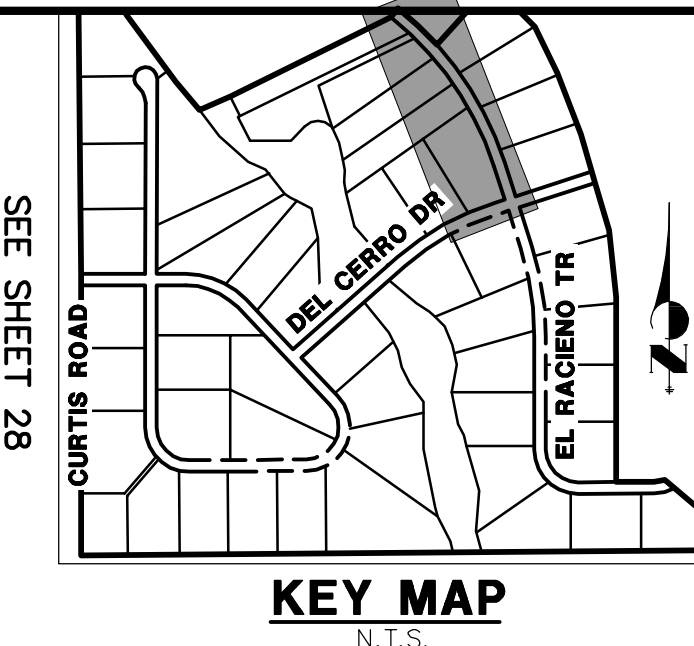 SEE SHEET 28
CURTIS ROAD
DEL CERRO DR
EL RACIENO TR
N
KEY MAP
N.T.S.